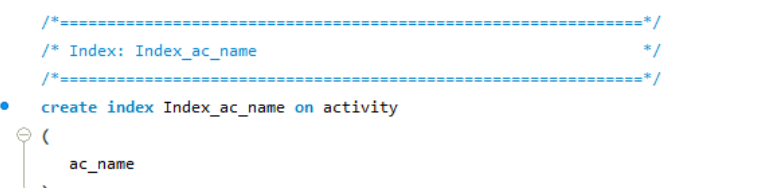 /*==============================================================*/
/* Index: Index_ac_name                                         */
/*==============================================================*/
create index Index_ac_name on activity
(
   ac_name